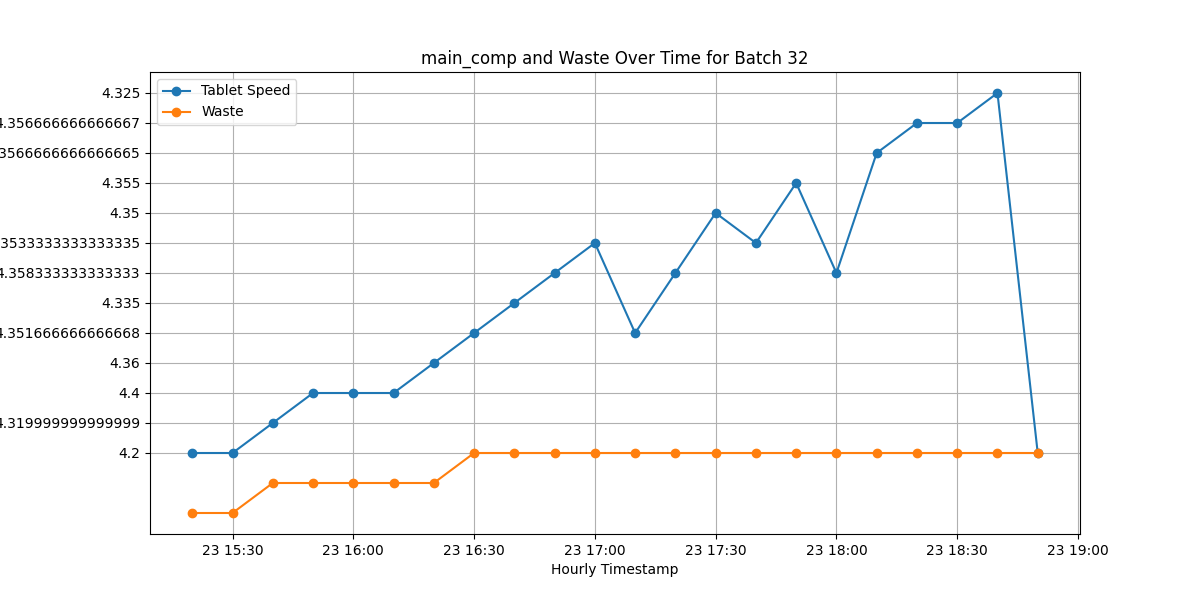 main_comp and Waste Over Time for Batch 32
Tablet Speed
Waste
4.325
4.356666666666667
3566666666666665
4.355
4.35
3533333333333335
4.358333333333333
4.335
4.351666666666668
4.36
4.4
4.319999999999999
4.2
23 15:30 23 16:00 23 16:30 23 17:00 23 17:30 23 18:00 23 18:30 23 19:00
Hourly Timestamp